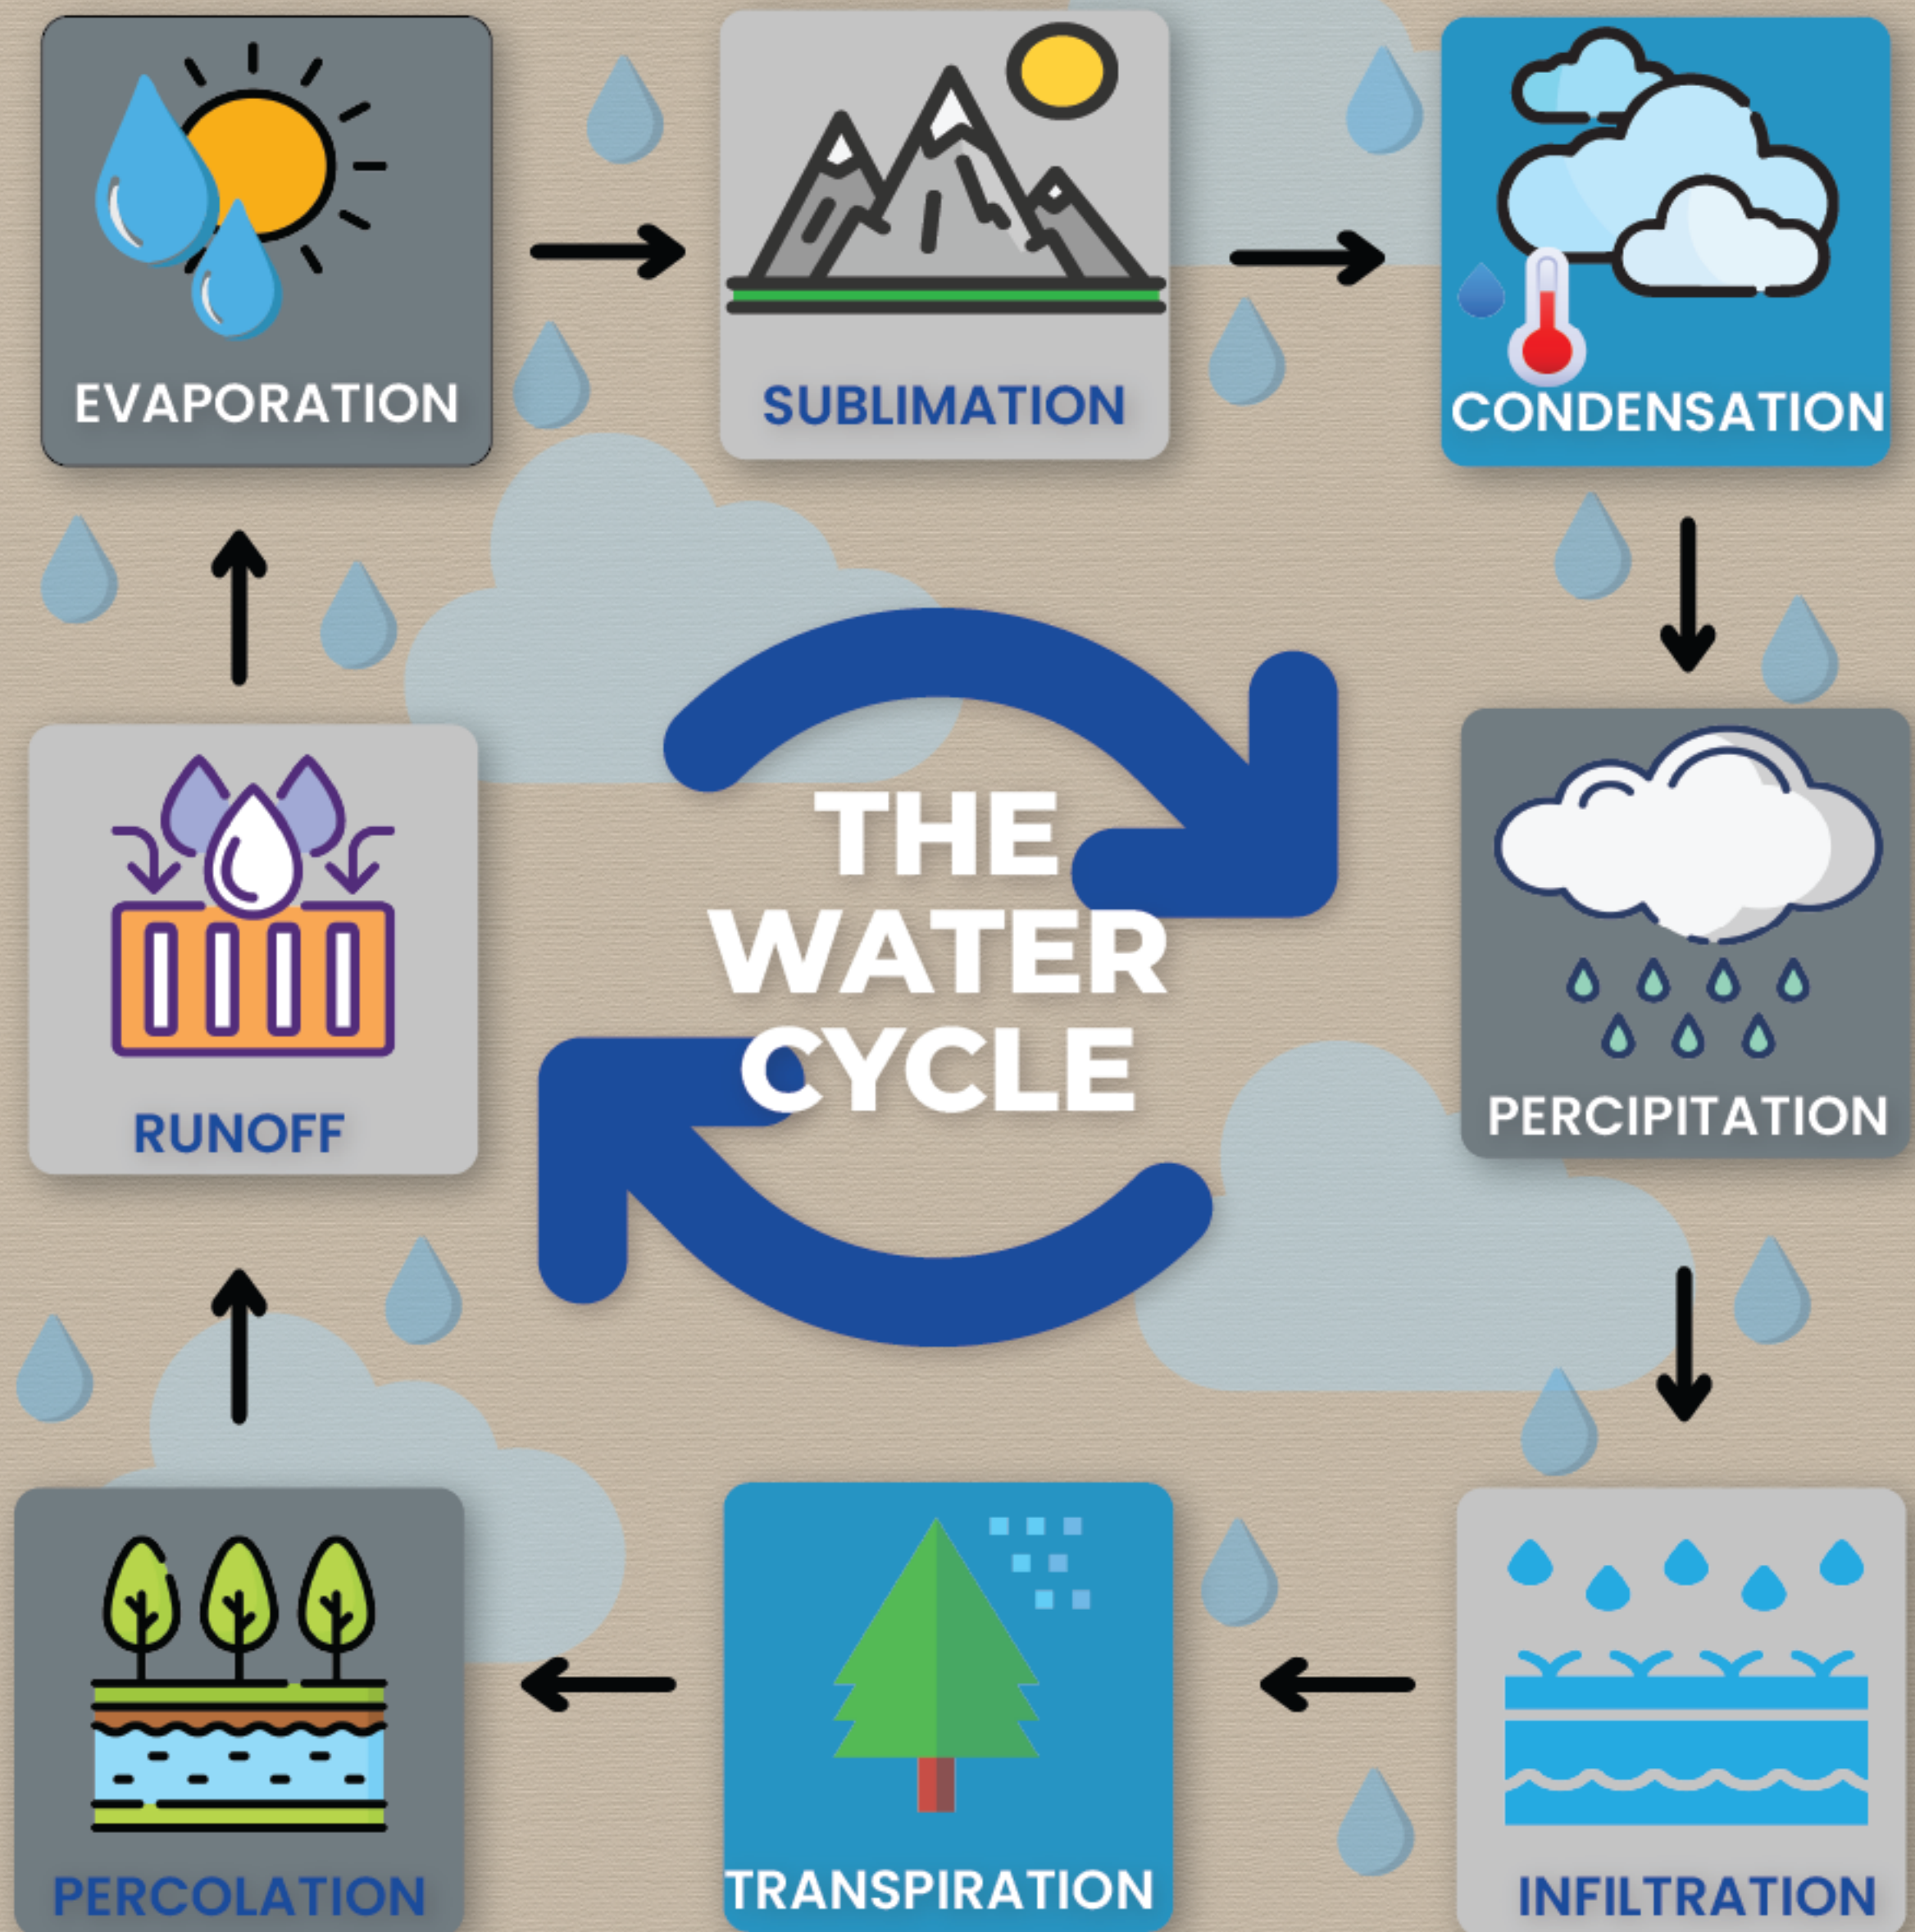 EVAPORATION
SUBLIMATION
CONDENSATION
THE
WATER
CYCLE
RUNOFF
PERCIPITATION
PERCOLATION
TRANSPIRATION
INFILTRATION